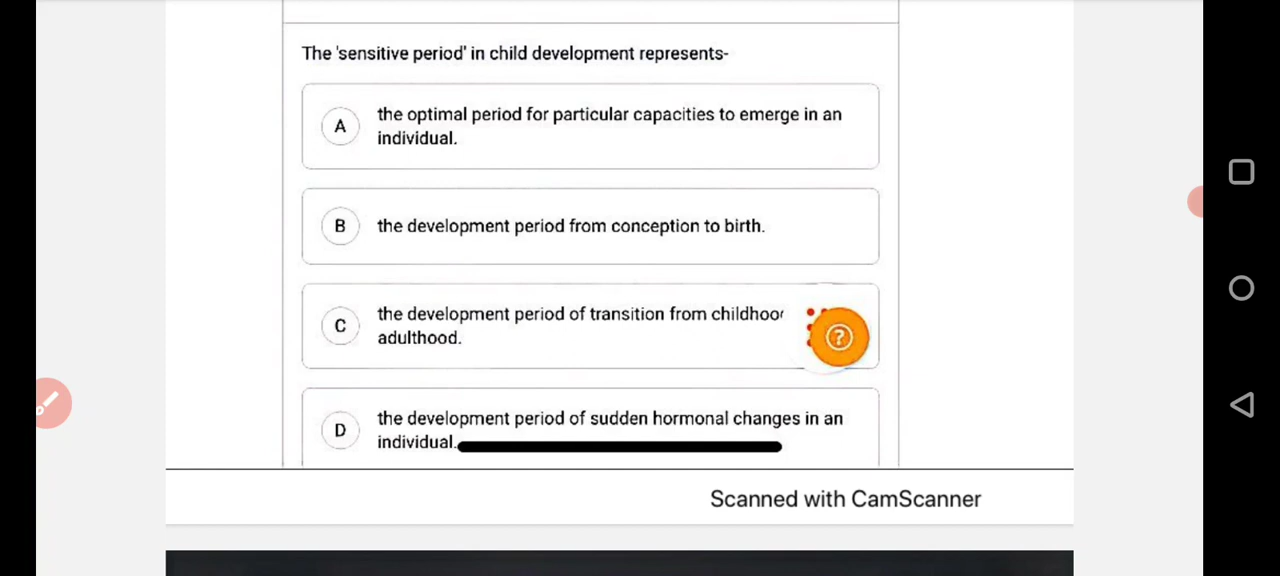 The 'sensitive period' in child development represents-
A
the optimal period for particular capacities to emerge in an
individual.
B
the development period from conception to birth.
C
the development period of transition from childhoo
adulthood.
?
D
the development period of sudden hormonal changes in an
individual.
Scanned with CamScanner